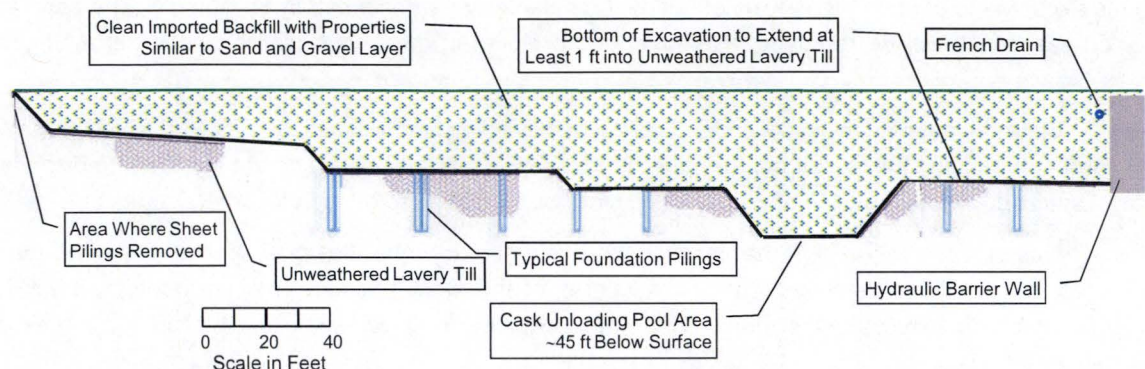 Clean Imported Backfill with Properties
Similar to Sand and Gravel Layer
Bottom of Excavation to Extend at
Least 1 ft into Unweathered Lavery Till
French Drain
Area Where Sheet
Pilings Removed
Unweathered Lavery Till
Typical Foundation Pilings
Hydraulic Barrier Wall
Cask Unloading Pool Area
~45 ft Below Surface
0 20 40
Scale in Feet